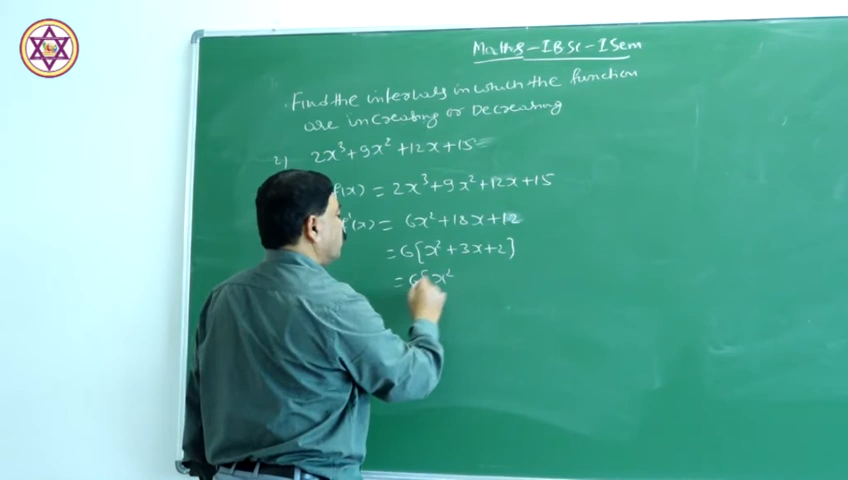 Maths - I BSc - I Sem
Find the intervals in which the function
are increasing or Decreasing
2) 2x³+9x²+12x+15
f(x) = 2x³+9x²+12x+15
f'(x) = 6x²+18x+12
= 6[x²+3x+2]
= 6[x²